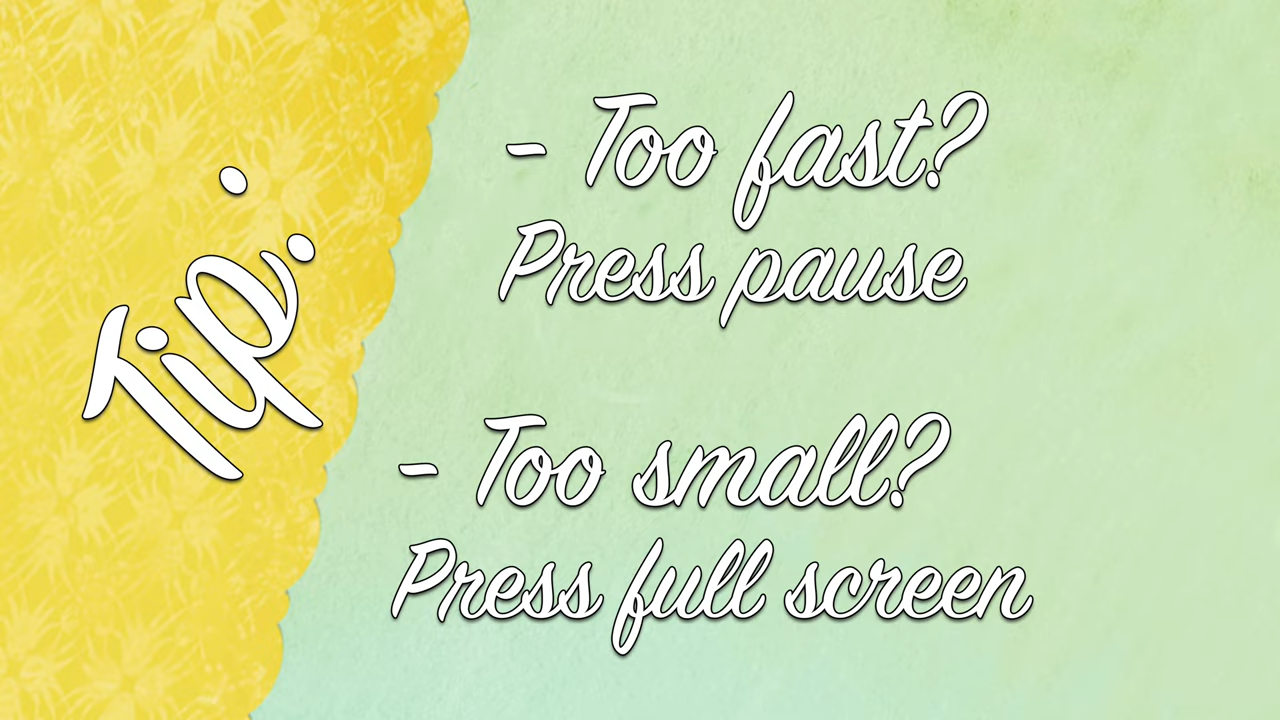 Tip:
- Too fast?
Press pause
- Too small?
Press full screen